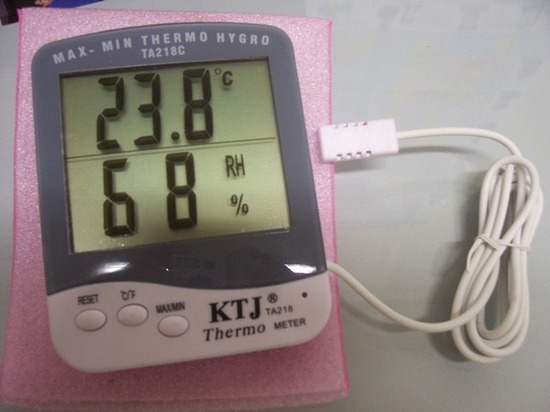 MAX- MIN THERMO HYGRO
TA218C
23.8 °C
68 RH %
RESET °C/°F MAX/MIN
KTJ ® TA218
Thermo METER